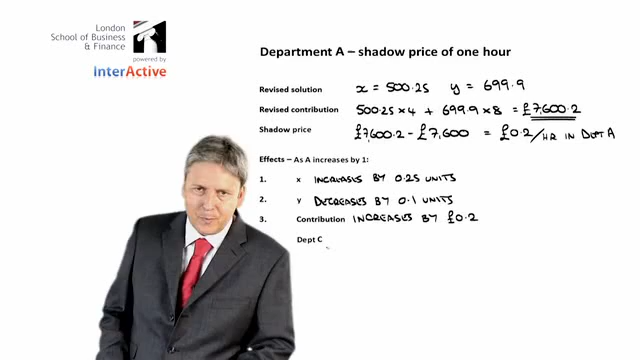 London
School of Business
& Finance
powered by
InterActive
Department A – shadow price of one hour
Revised solution x = 500.25 y = 699.9
Revised contribution 500.25 × 4 + 699.9 × 8 = £7,600.2
Shadow price £7,600.2 – £7,600 = £0.2/HR IN DEPT A
Effects – As A increases by 1:
1. x INCREASES BY 0.25 UNITS
2. y DECREASES BY 0.1 UNITS
3. Contribution INCREASES BY £0.2
Dept C